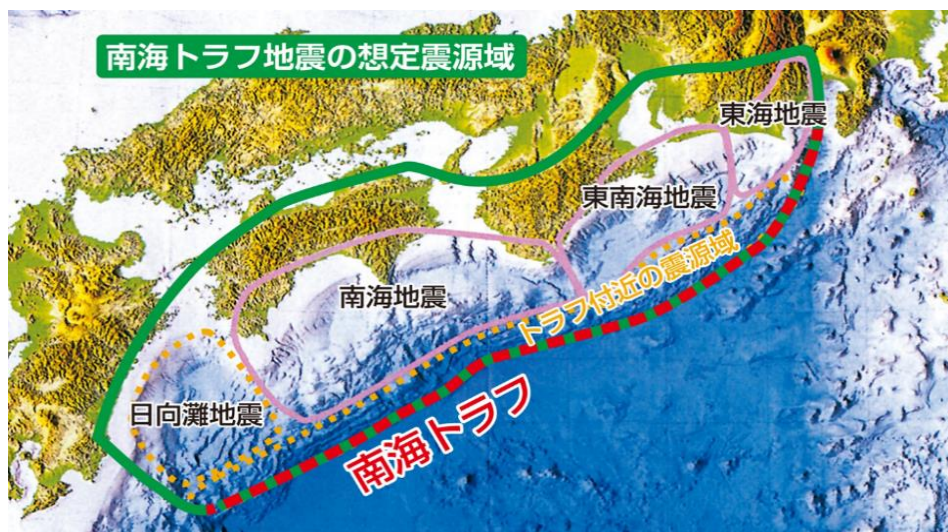 南海トラフ地震の想定震源域
東海地震
東南海地震
南海地震
トラフ付近の震源域
日向灘地震
南海トラフ